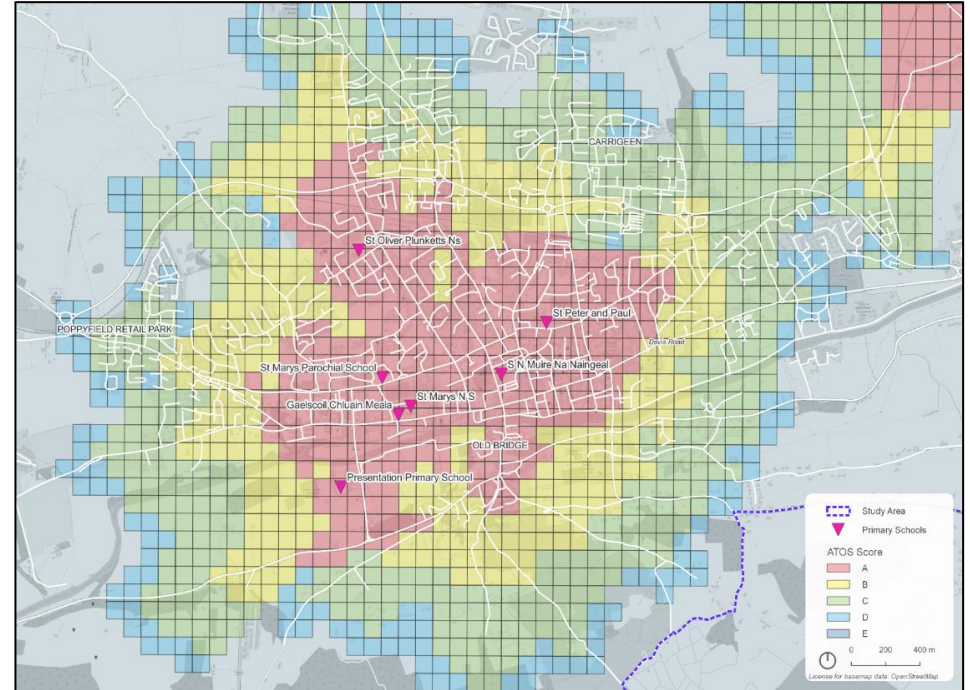 CARRIGEEN
St Oliver Plunketts Ns
St Peter and Paul
POPPYFIELD RETAIL PARK
Davis Road
St Marys Parochial School
S N Muire Na Naingeal
St Marys N S
Gaelscoil Chluain Meala
OLD BRIDGE
Presentation Primary School
Study Area
Primary Schools
ATOS Score
A
B
C
D
E
0 200 400 m
License for basemap data: OpenStreetMap